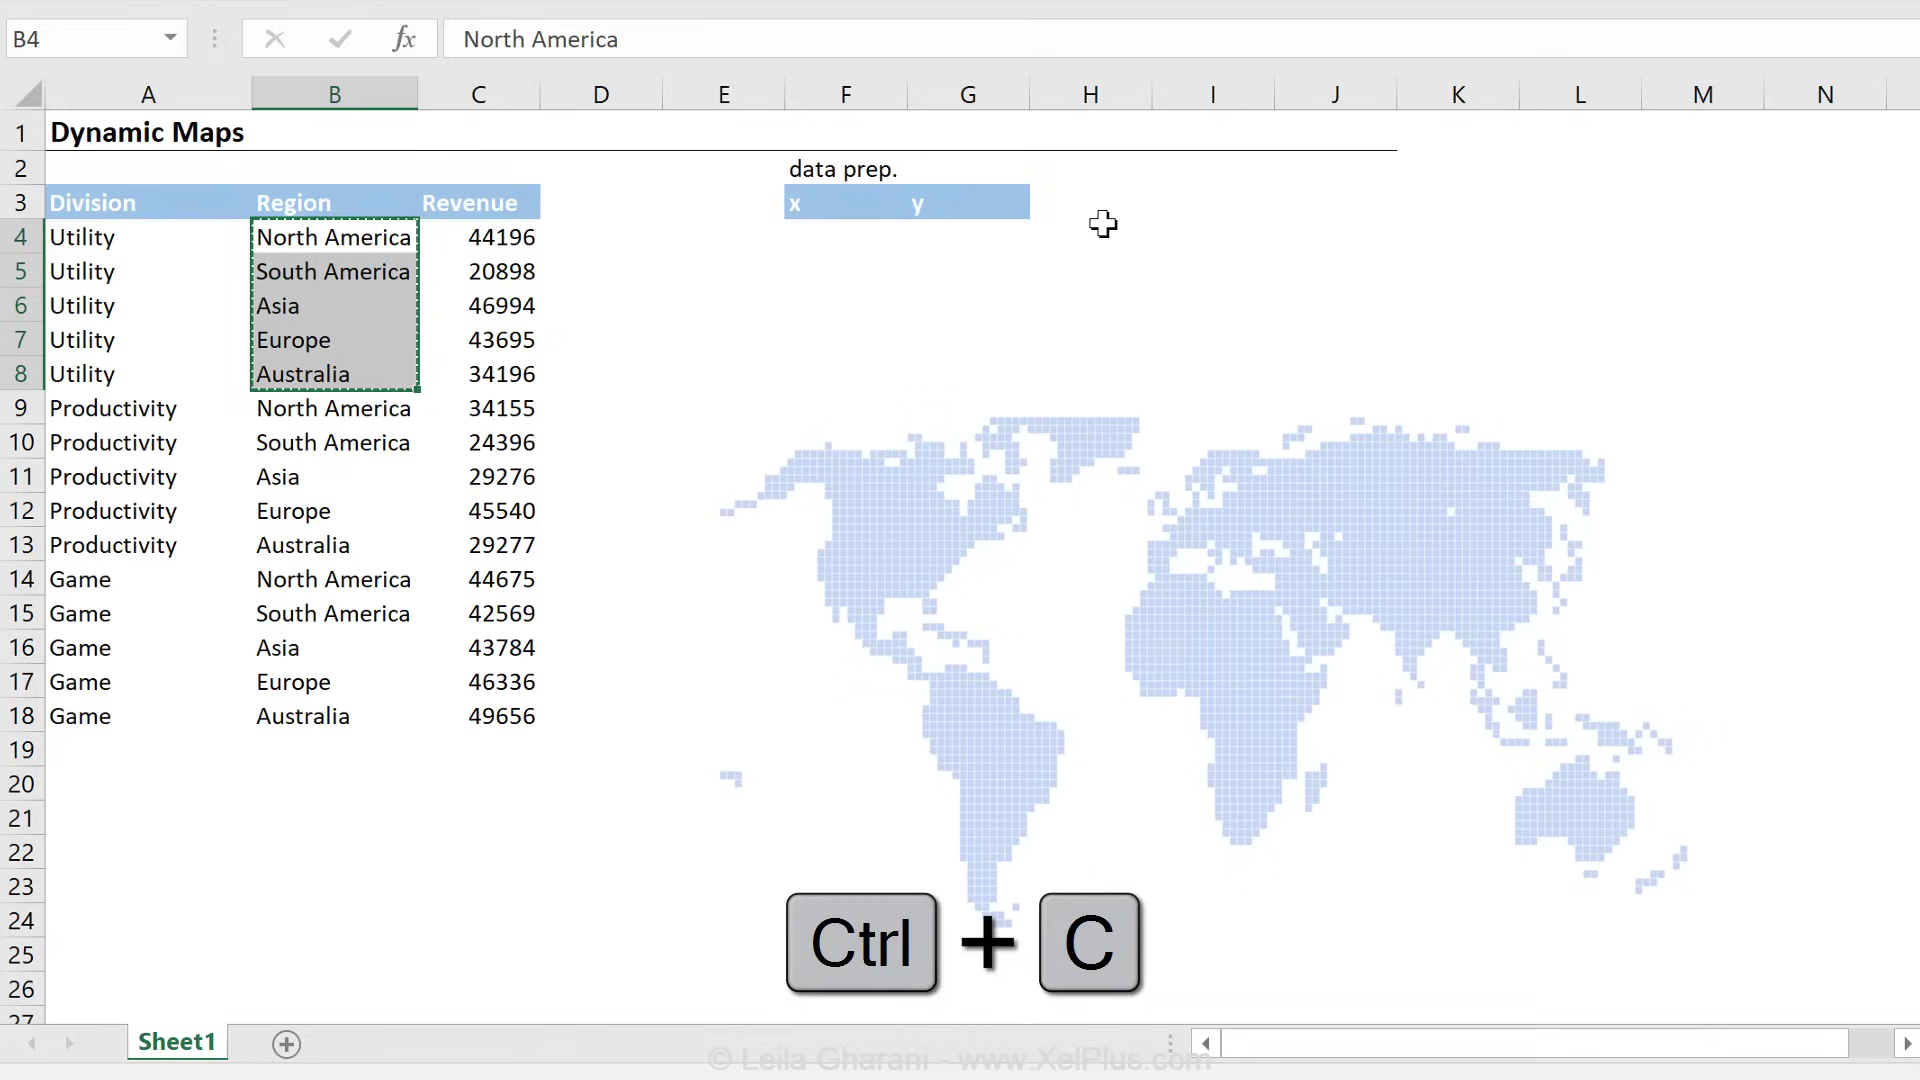 B4 fx North America
A B C D E F G H I J K L M N
1 Dynamic Maps
2 data prep.
3 Division Region Revenue x y
4 Utility North America 44196
5 Utility South America 20898
6 Utility Asia 46994
7 Utility Europe 43695
8 Utility Australia 34196
9 Productivity North America 34155
10 Productivity South America 24396
11 Productivity Asia 29276
12 Productivity Europe 45540
13 Productivity Australia 29277
14 Game North America 44675
15 Game South America 42569
16 Game Asia 43784
17 Game Europe 46336
18 Game Australia 49656
19
20
21
22
23
24
25
26
27
Ctrl + C
Sheet1
© Leila Gharani - www.XelPlus.com